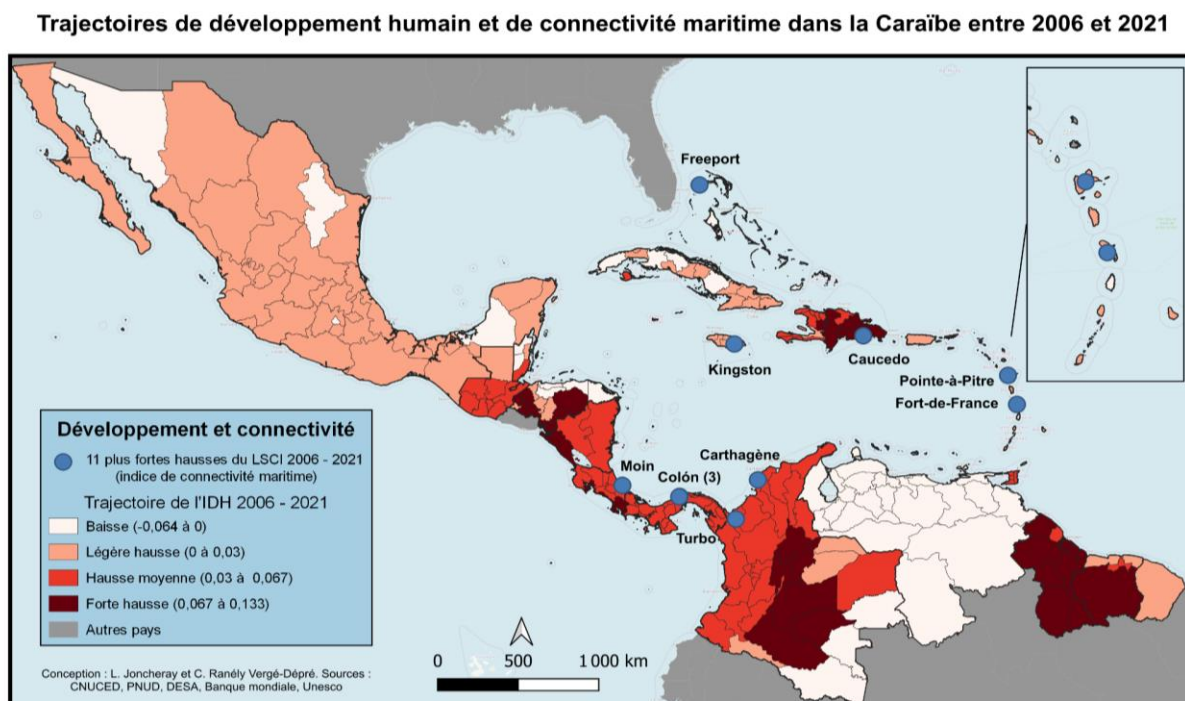 Trajectoires de développement humain et de connectivité maritime dans la Caraïbe entre 2006 et 2021
Freeport
Kingston
Caucedo
Pointe-à-Pitre
Fort-de-France
Carthagène
Moin
Colón (3)
Turbo
Développement et connectivité
11 plus fortes hausses du LSCI 2006 - 2021
(indice de connectivité maritime)
Trajectoire de l'IDH 2006 - 2021
Baisse (-0,064 à 0)
Légère hausse (0 à 0,03)
Hausse moyenne (0,03 à 0,067)
Forte hausse (0,067 à 0,133)
Autres pays
0 500 1 000 km
Conception : L. Joncheray et C. Ranély Vergé-Dépré. Sources :
CNUCED, PNUD, DESA, Banque mondiale, Unesco